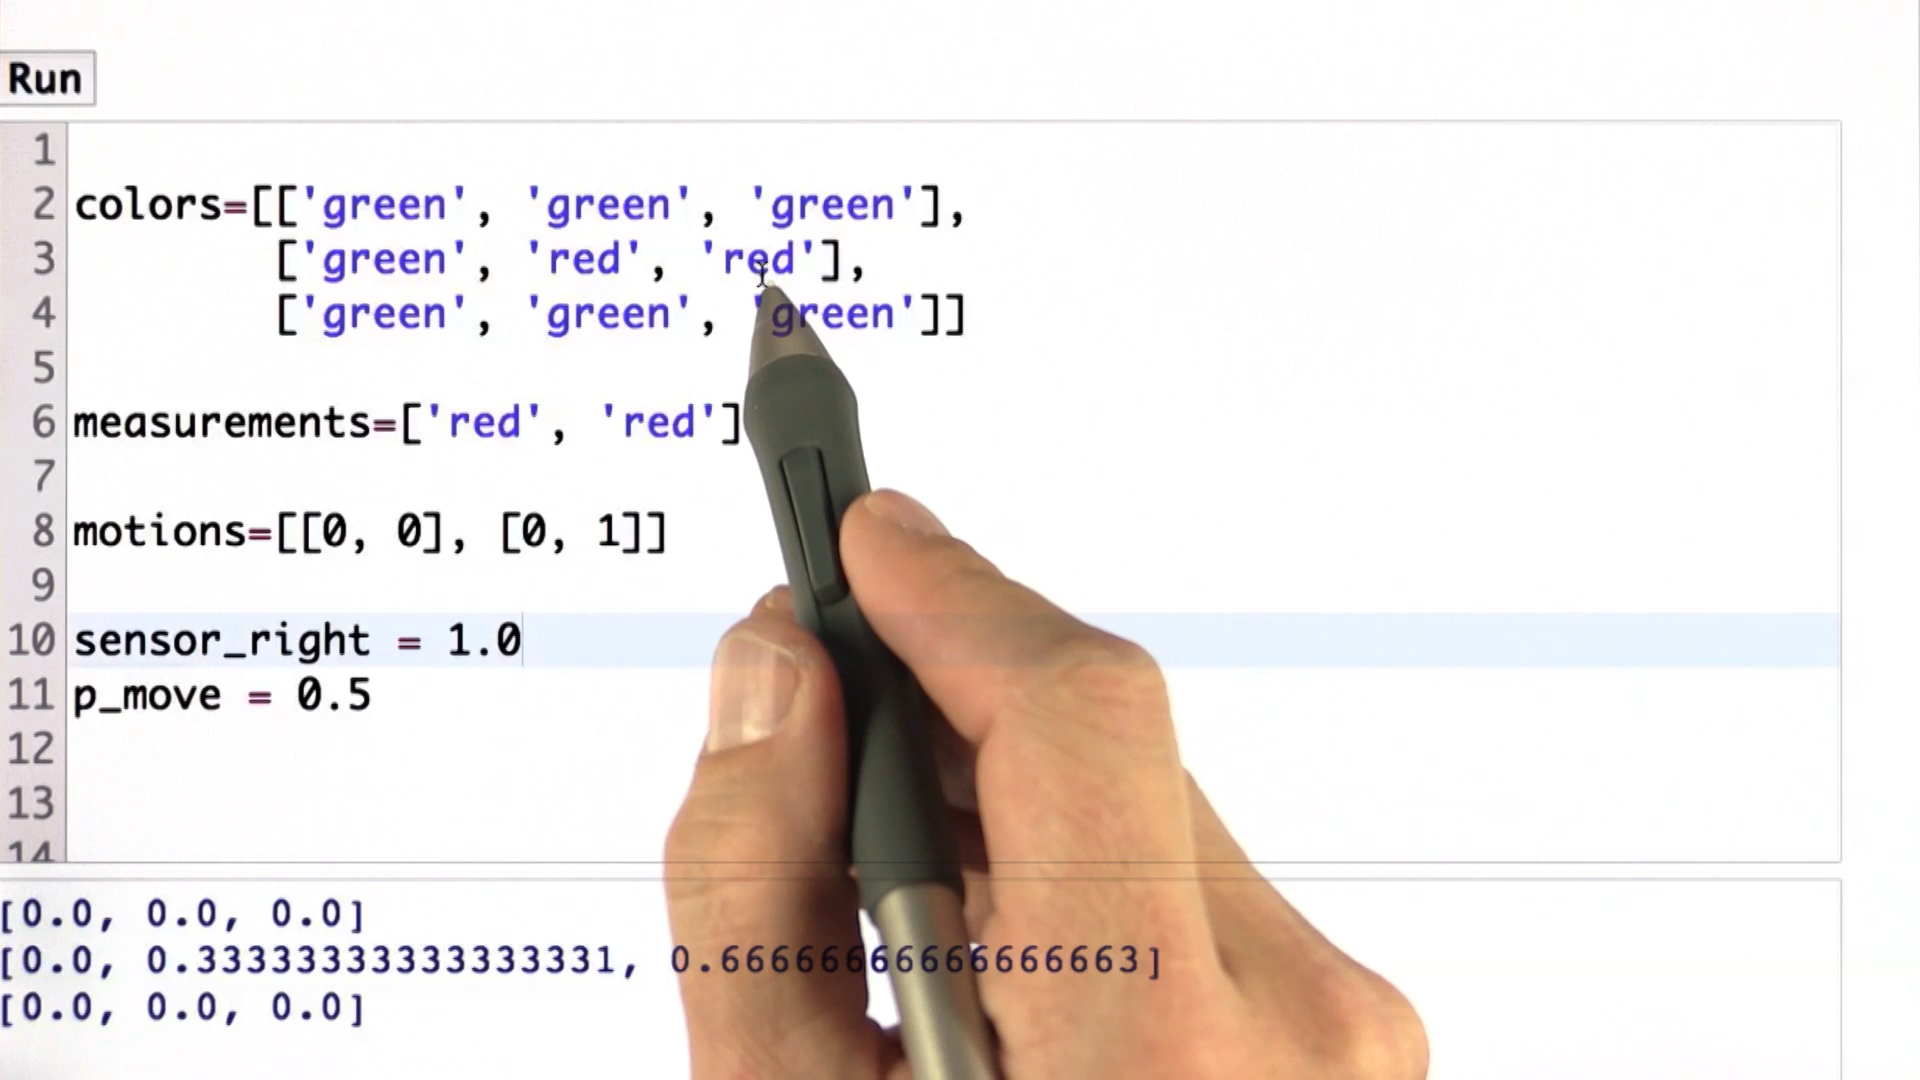 Run
1
2 colors=[['green', 'green', 'green'],
3 ['green', 'red', 'red'],
4 ['green', 'green', 'green']]
5
6 measurements=['red', 'red']
7
8 motions=[[0, 0], [0, 1]]
9
10 sensor_right = 1.0
11 p_move = 0.5
12
13
14
[0.0, 0.0, 0.0]
[0.0, 0.33333333333333331, 0.66666666666666663]
[0.0, 0.0, 0.0]